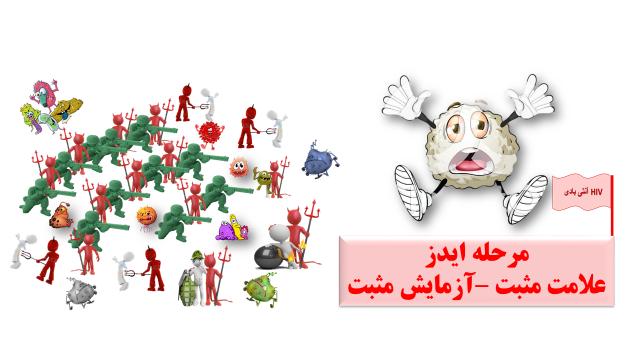 HIV آنتی بادی
مرحله ایدز
علامت مثبت -آزمایش مثبت